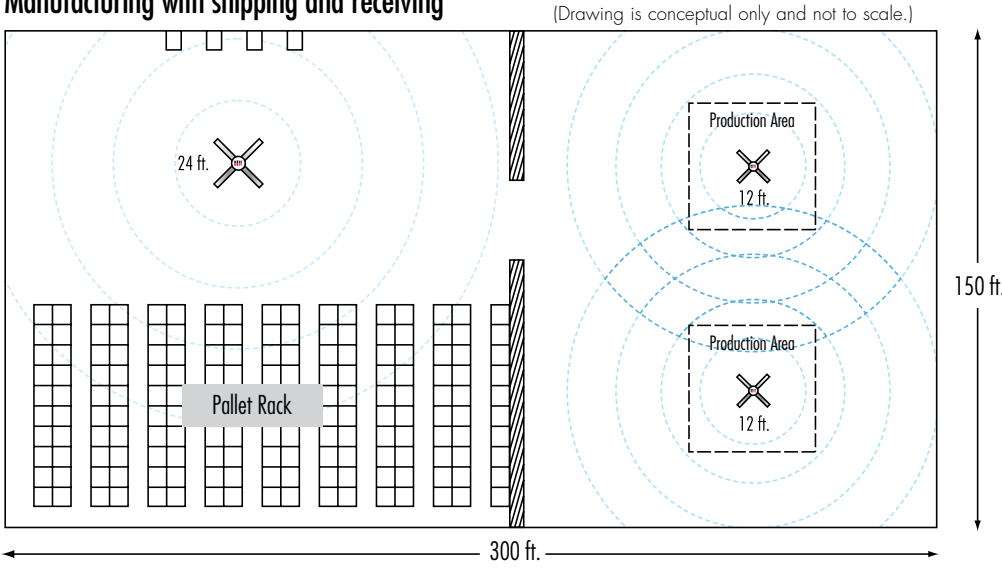 Manufacturing with shipping and receiving
(Drawing is conceptual only and not to scale.)
24 ft.
Production Area
12 ft.
150 ft.
Production Area
12 ft.
Pallet Rack
300 ft.